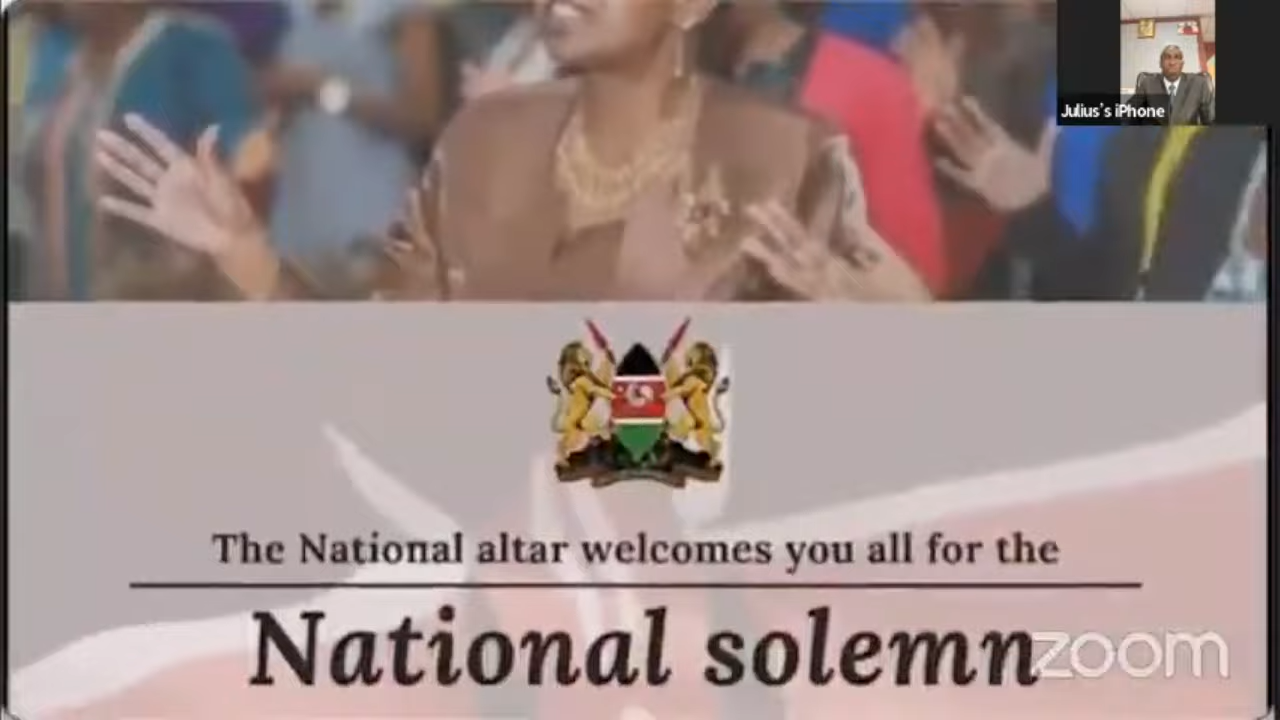 Julius's iPhone
The National altar welcomes you all for the
National solemn
zoom